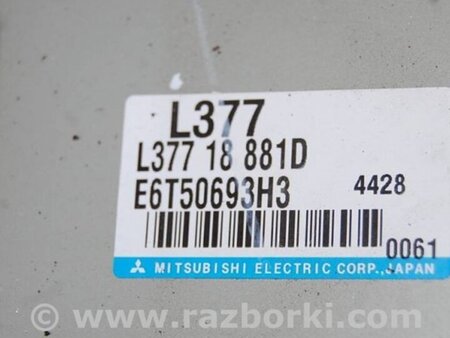 L377
L377 18 881D
E6T50693H3 4428
0061
MITSUBISHI ELECTRIC CORP., JAPAN
© www.razborki.com